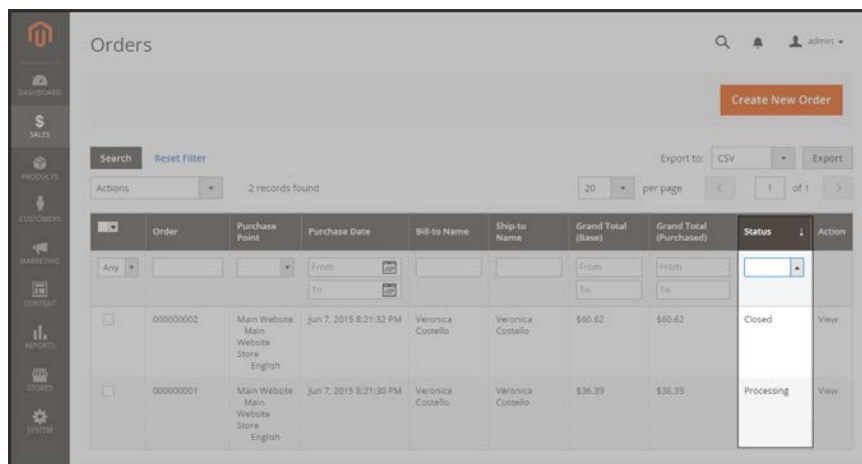 Orders
admin
DASHBOARD
Create New Order
$
SALES
Search Reset Filter Export to: CSV Export
PRODUCTS
Actions 2 records found 20 per page 1 of 1
CUSTOMERS
Order Purchase Point Purchase Date Bill-to Name Ship-to Name Grand Total (Base) Grand Total (Purchased) Status ↓ Action
MARKETING
Any From From From
To: To To
CONTENT
000000002 Main Website Jun 7, 2015 8:21:32 PM Veronica Costello Veronica Costello $60.62 $60.62 Closed View
Main Website Store
English
REPORTS
STORES
000000001 Main Website Jun 7, 2015 8:21:30 PM Veronica Costello Veronica Costello $36.39 $36.39 Processing View
Main Website Store
English
SYSTEM